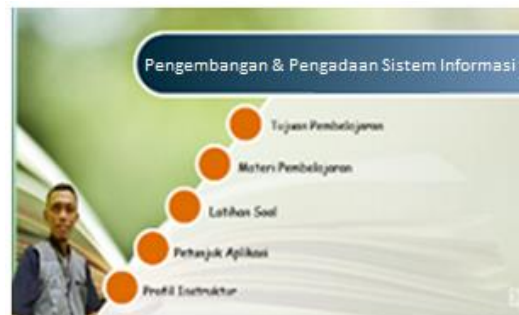 Pengembangan & Pengadaan Sistem Informasi
Tujuan Pembelajaran
Materi Pembelajaran
Latihan Soal
Petunjuk Aplikasi
Profil Instruktur